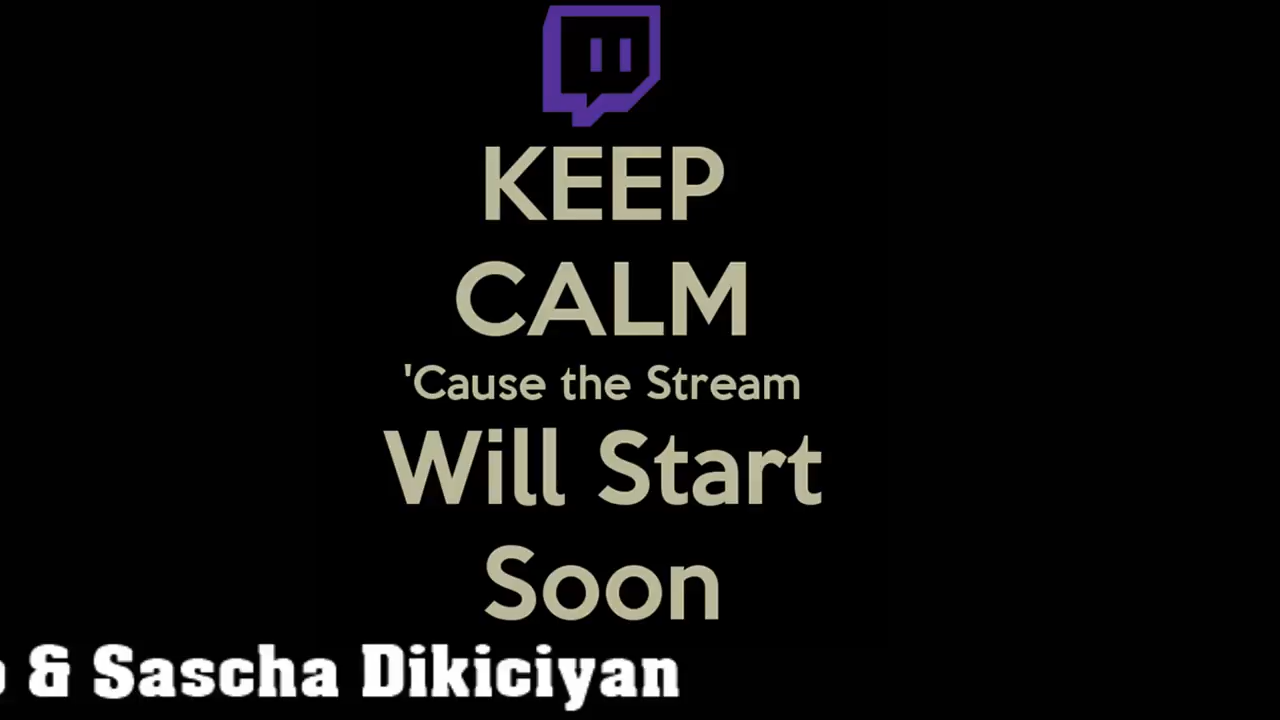 KEEP
CALM
'Cause the Stream
Will Start
Soon
& Sascha Dikiciyan